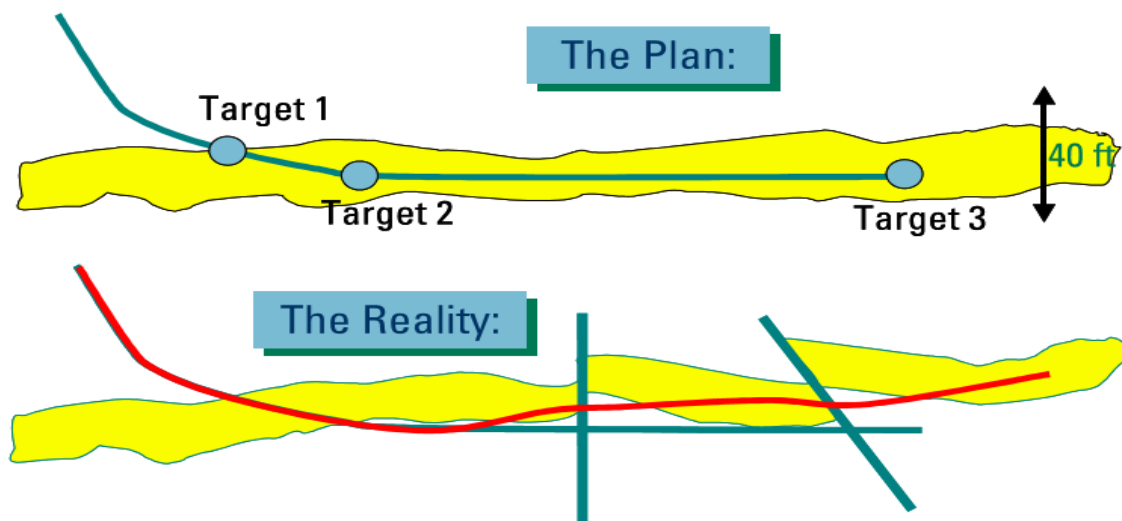 The Plan:
Target 1
40 ft
Target 2
Target 3
The Reality: